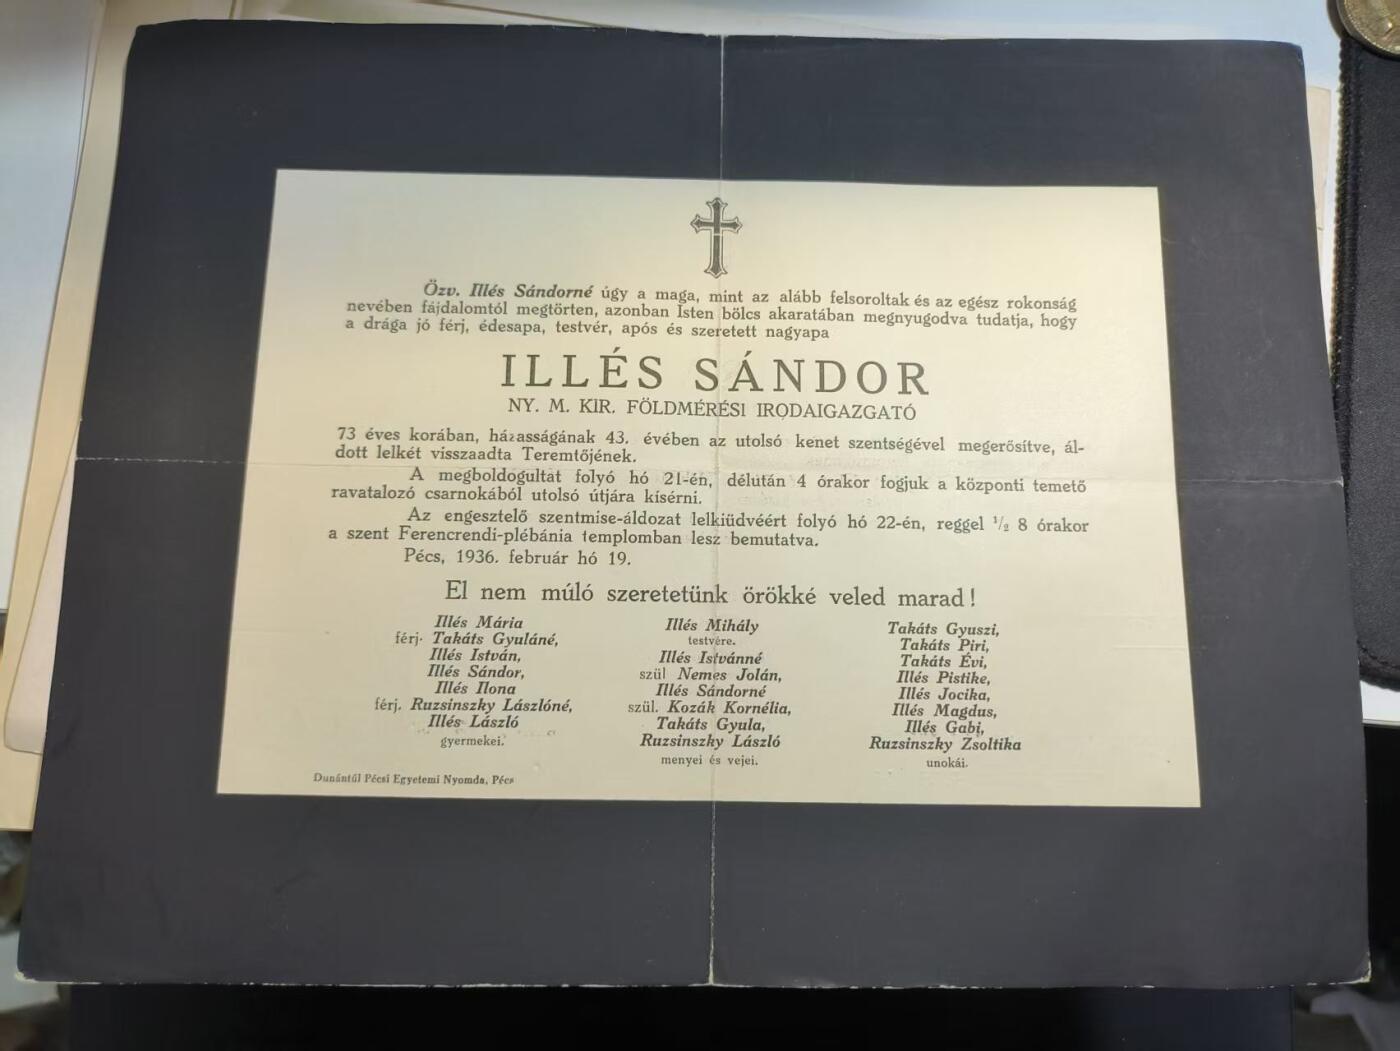 Özv. Illés Sándorné úgy a maga, mint az alább felsoroltak és az egész rokonság
nevében fájdalomtól megtörten, azonban Isten bölcs akaratában megnyugodva tudatja, hogy
a drága jó férj, édesapa, testvér, após és szeretett nagyapa
ILLÉS SÁNDOR
NY. M. KIR. FÖLDMÉRÉSI IRODAIGAZGATÓ
73 éves korában, házasságának 43. évében az utolsó kenet szentségével megerősítve, ál-
dott lelkét visszaadta Teremtőjének.
A megboldogultat folyó hó 21-én, délután 4 órakor fogjuk a központi temető
ravatalozó csarnokából utolsó útjára kísérni.
Az engesztelő szentmise-áldozat lelkiüdvéért folyó hó 22-én, reggel ½ 8 órakor
a szent Ferencrendi-plébánia templomban lesz bemutatva.
Pécs, 1936. február hó 19.
El nem múló szeretetünk örökké veled marad!
Illés Mária
férj. Takáts Gyuláné,
Illés István,
Illés Sándor,
Illés Ilona
férj. Ruzsinszky Lászlóné,
Illés László
gyermekei.
Illés Mihály
testvére.
Illés Istvánné
szül Nemes Jolán,
Illés Sándorné
szül. Kozák Kornélia,
Takáts Gyula,
Ruzsinszky László
menyei és vejei.
Takáts Gyuszi,
Takáts Piri,
Takáts Évi,
Illés Pistike,
Illés Jocika,
Illés Magdus,
Illés Gabi,
Ruzsinszky Zsoltika
unokái.
Dunántúl Pécsi Egyetemi Nyomda, Pécs